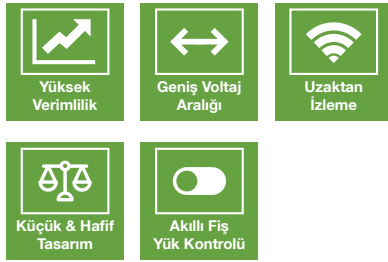 Yüksek
Verimlilik
Geniş Voltaj
Aralığı
Uzaktan
İzleme
Küçük & Hafif
Tasarım
Akıllı Fiş
Yük Kontrolü